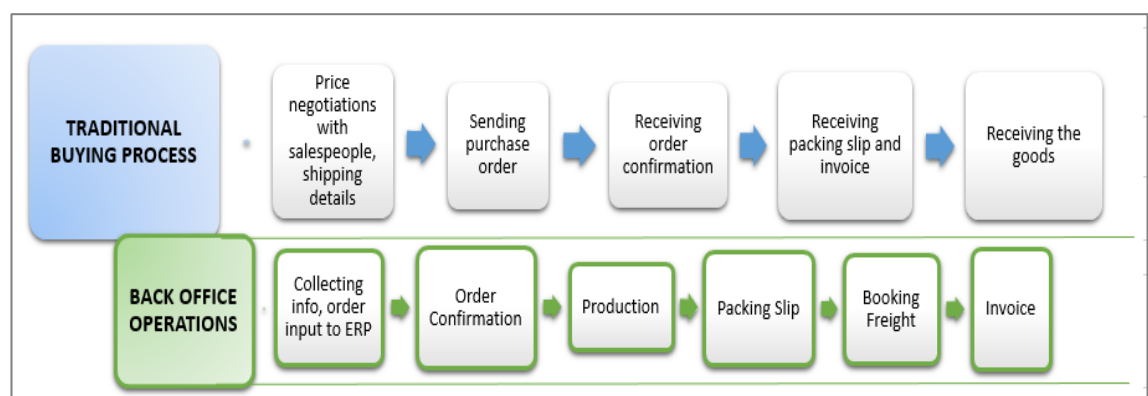 TRADITIONAL
BUYING PROCESS
Price
negotiations
with
salespeople,
shipping
details
Sending
purchase
order
Receiving
order
confirmation
Receiving
packing slip and
invoice
Receiving the
goods
BACK OFFICE
OPERATIONS
Collecting
info, order
input to ERP
Order
Confirmation
Production
Packing Slip
Booking
Freight
Invoice